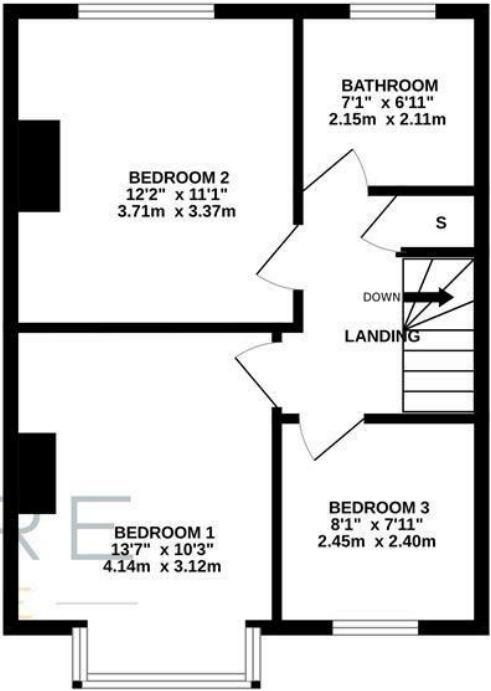 BATHROOM
7'1" x 6'11"
2.15m x 2.11m
BEDROOM 2
12'2" x 11'1"
3.71m x 3.37m
S
DOWN
LANDING
BEDROOM 1
13'7" x 10'3"
4.14m x 3.12m
BEDROOM 3
8'1" x 7'11"
2.45m x 2.40m
RE
E